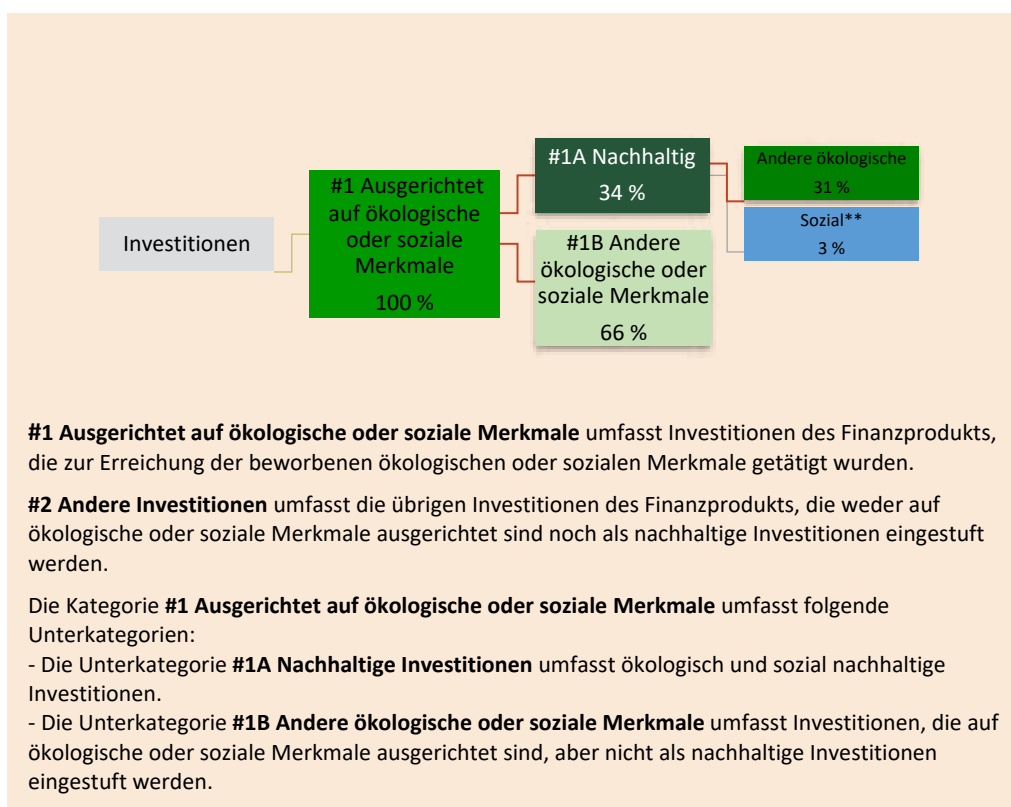 Investitionen
#1 Ausgerichtet
auf ökologische
oder soziale
Merkmale
100 %
#1A Nachhaltig
34 %
#1B Andere
ökologische oder
soziale Merkmale
66 %
Andere ökologische
31 %
Sozial**
3 %
#1 Ausgerichtet auf ökologische oder soziale Merkmale umfasst Investitionen des Finanzprodukts,
die zur Erreichung der beworbenen ökologischen oder sozialen Merkmale getätigt wurden.
#2 Andere Investitionen umfasst die übrigen Investitionen des Finanzprodukts, die weder auf
ökologische oder soziale Merkmale ausgerichtet sind noch als nachhaltige Investitionen eingestuft
werden.
Die Kategorie #1 Ausgerichtet auf ökologische oder soziale Merkmale umfasst folgende
Unterkategorien:
- Die Unterkategorie #1A Nachhaltige Investitionen umfasst ökologisch und sozial nachhaltige
Investitionen.
- Die Unterkategorie #1B Andere ökologische oder soziale Merkmale umfasst Investitionen, die auf
ökologische oder soziale Merkmale ausgerichtet sind, aber nicht als nachhaltige Investitionen
eingestuft werden.